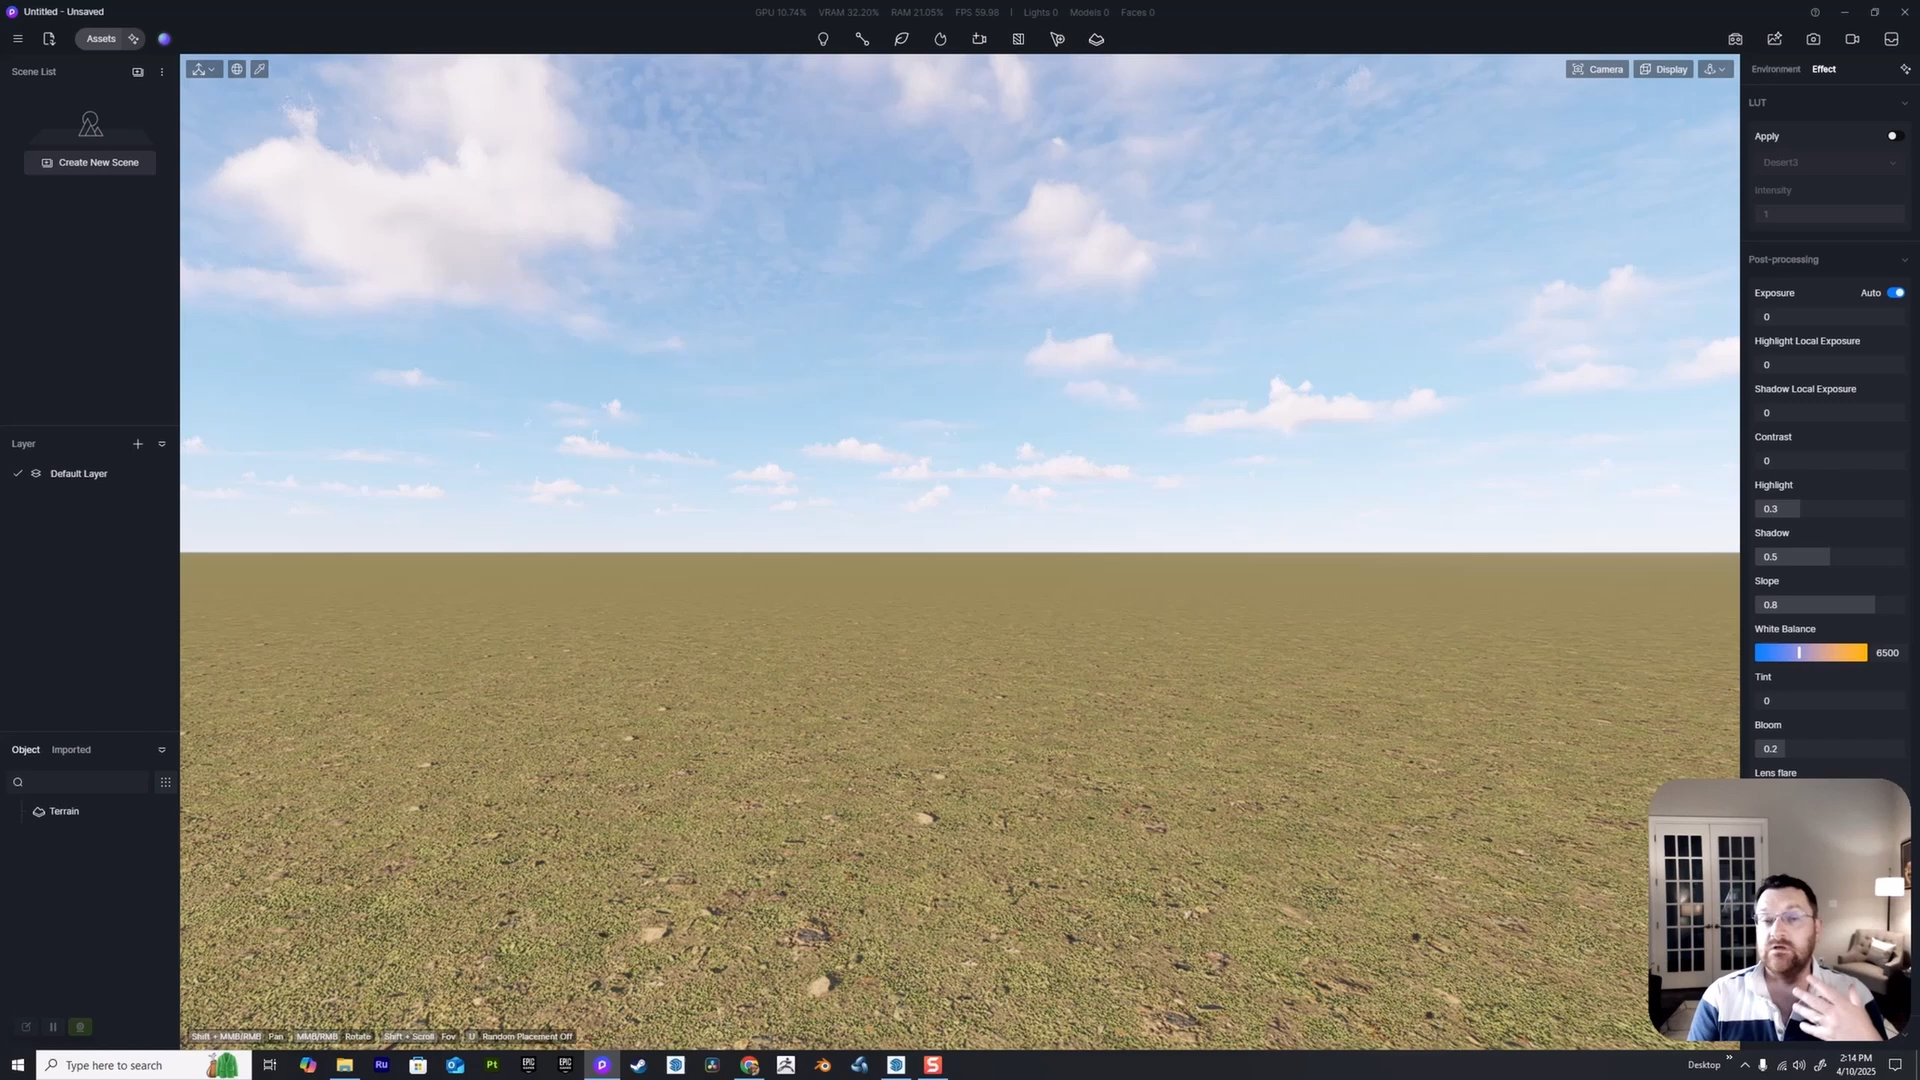 Untitled - Unsaved
GPU 10.74% VRAM 32.20% RAM 21.05% FPS 59.98 | Lights 0 Models 0 Faces 0
Assets
Scene List
Camera
Display
Environment Effect
LUT
Apply
Desert3
Intensity
1
Create New Scene
Post-processing
Exposure Auto
0
Highlight Local Exposure
0
Shadow Local Exposure
0
Contrast
0
Highlight
0.3
Shadow
0.5
Slope
0.8
White Balance
6500
Tint
0
Bloom
0.2
Lens flare
Layer
Default Layer
Object Imported
Terrain
Shift + MMB/RMB Pan MMB/RMB Rotate Shift + Scroll Fov U Random Placement Off
Type here to search
Ru
Pt
EPIC
EPIC
S
Desktop
2:14 PM
4/10/2025